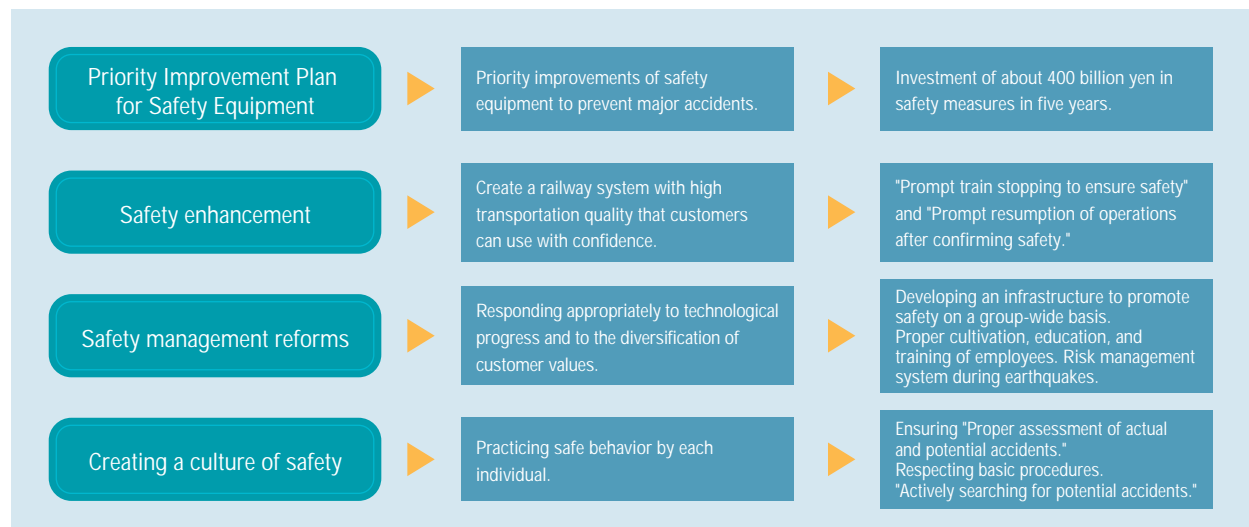 Priority Improvement Plan
for Safety Equipment
Priority improvements of safety
equipment to prevent major accidents.
Investment of about 400 billion yen in
safety measures in five years.
Safety enhancement
Create a railway system with high
transportation quality that customers
can use with confidence.
"Prompt train stopping to ensure safety"
and "Prompt resumption of operations
after confirming safety."
Safety management reforms
Responding appropriately to technological
progress and to the diversification of
customer values.
Developing an infrastructure to promote
safety on a group-wide basis.
Proper cultivation, education, and
training of employees. Risk management
system during earthquakes.
Creating a culture of safety
Practicing safe behavior by each
individual.
Ensuring "Proper assessment of actual
and potential accidents."
Respecting basic procedures.
"Actively searching for potential accidents."